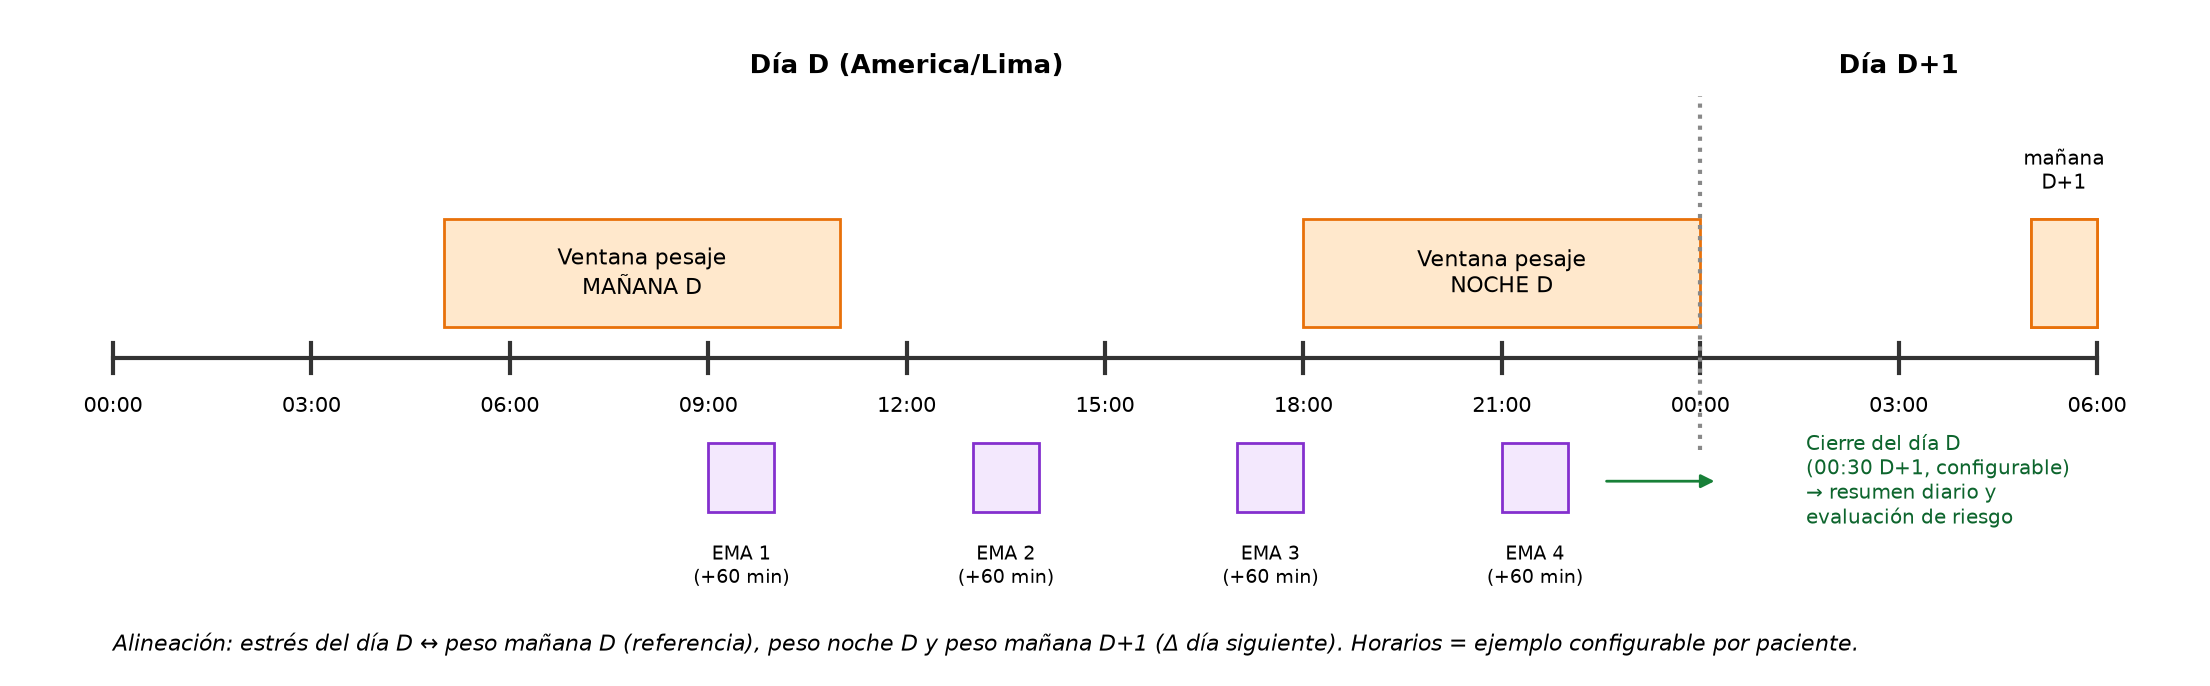 Día D (America/Lima)
Día D+1
mañana
D+1
Ventana pesaje
MAÑANA D
Ventana pesaje
NOCHE D
00:00
03:00
06:00
09:00
12:00
15:00
18:00
21:00
00:00
03:00
06:00
Cierre del día D
(00:30 D+1, configurable)
→ resumen diario y
evaluación de riesgo
EMA 1
(+60 min)
EMA 2
(+60 min)
EMA 3
(+60 min)
EMA 4
(+60 min)
Alineación: estrés del día D ↔ peso mañana D (referencia), peso noche D y peso mañana D+1 (Δ día siguiente). Horarios = ejemplo configurable por paciente.